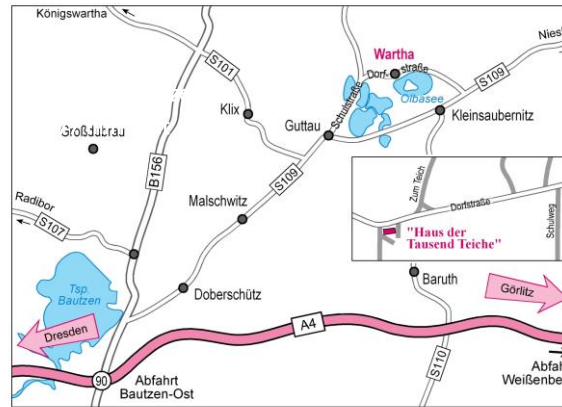 Königswartha
S101
Wartha
Nies
Dorf-
straße
Schulstraße
Olbasee
S109
Klix
Guttau
Kleinsaubernitz
Großdubrau
B156
S109
Malschwitz
Zum Teich
Dorfstraße
Schulweg
"Haus der
Tausend Teiche"
Radibor
S107
Baruth
Tsp.
Bautzen
Doberschütz
Görlitz
Dresden
A4
S110
90
Abfahrt
Bautzen-Ost
Abfa
Weißenbe